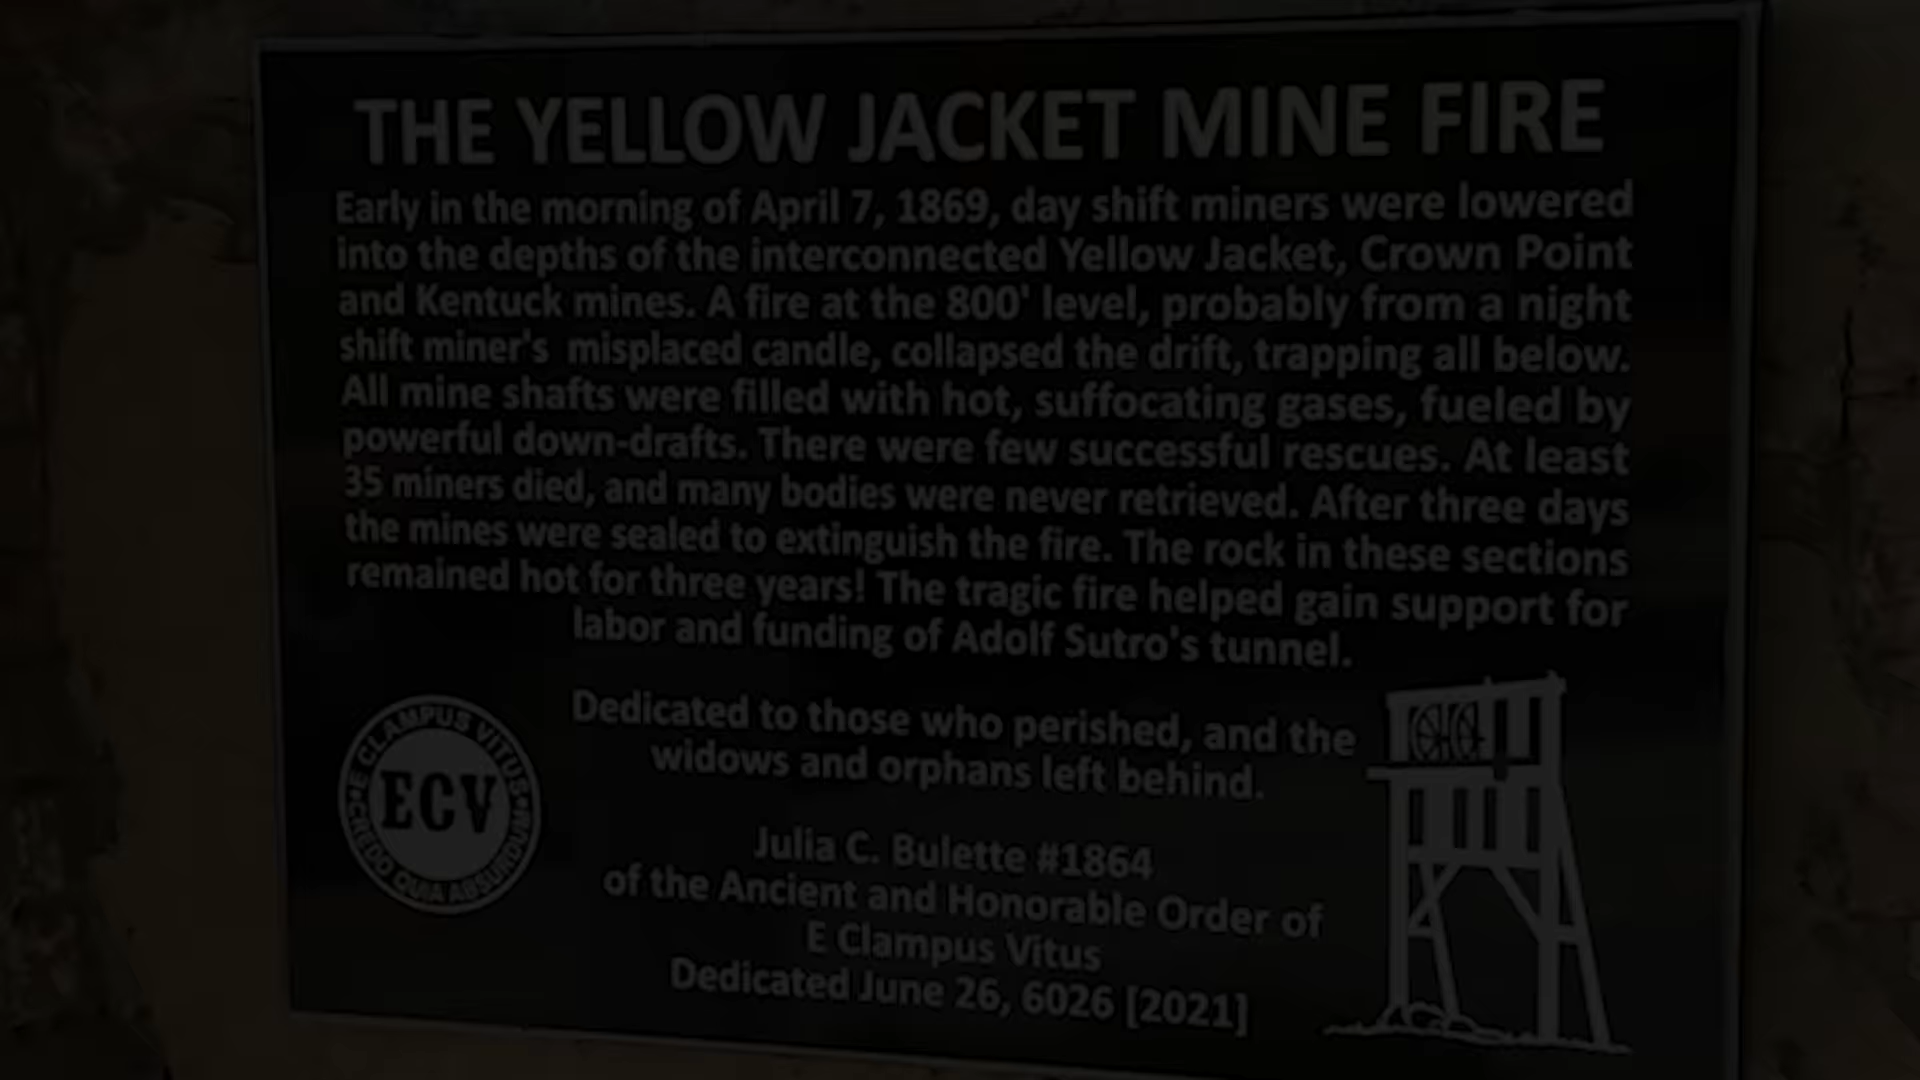 THE YELLOW JACKET MINE FIRE
Early in the morning of April 7, 1869, day shift miners were lowered
into the depths of the interconnected Yellow Jacket, Crown Point
and Kentuck mines. A fire at the 800' level, probably from a night
shift miner's misplaced candle, collapsed the drift, trapping all below.
All mine shafts were filled with hot, suffocating gases, fueled by
powerful down-drafts. There were few successful rescues. At least
35 miners died, and many bodies were never retrieved. After three days
the mines were sealed to extinguish the fire. The rock in these sections
remained hot for three years! The tragic fire helped gain support for
labor and funding of Adolf Sutro's tunnel.
Dedicated to those who perished, and the
widows and orphans left behind.
E CLAMPUS VITUS
ECV
CREDO QUIA ABSURDUM
Julia C. Bulette #1864
of the Ancient and Honorable Order of
E Clampus Vitus
Dedicated June 26, 6026 [2021]